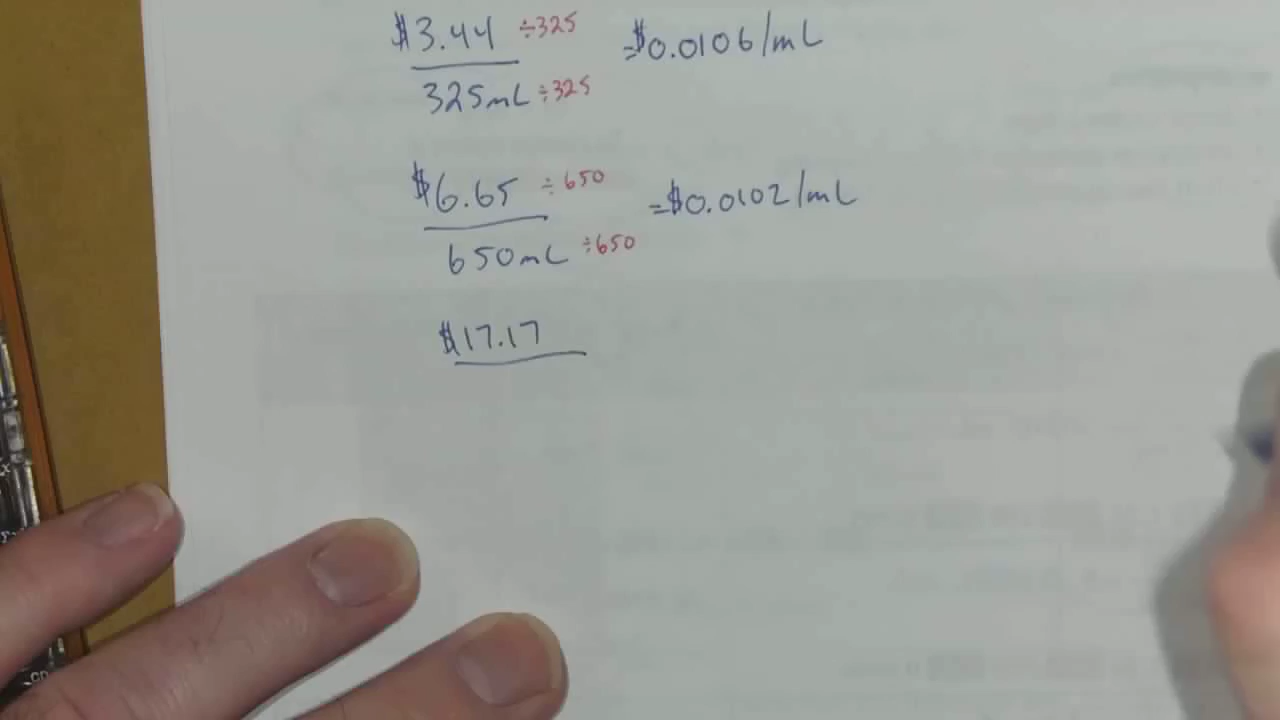 $3.44 ÷325
325mL ÷325
=$0.0106/mL
$6.65 ÷650
650mL ÷650
=$0.0102/mL
$17.17